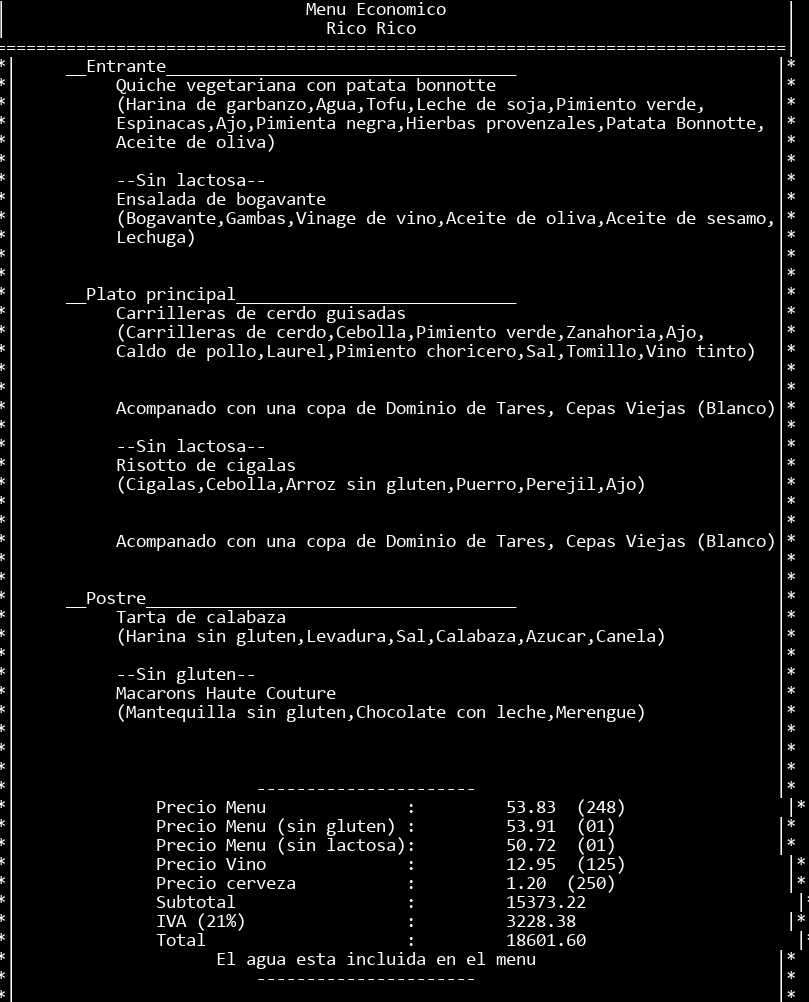 Menu Economico
Rico Rico
__Entrante___________________________________
Quiche vegetariana con patata bonnotte
(Harina de garbanzo,Agua,Tofu,Leche de soja,Pimiento verde,
Espinacas,Ajo,Pimienta negra,Hierbas provenzales,Patata Bonnotte,
Aceite de oliva)
--Sin lactosa--
Ensalada de bogavante
(Bogavante,Gambas,Vinage de vino,Aceite de oliva,Aceite de sesamo,
Lechuga)
__Plato principal____________________________
Carrilleras de cerdo guisadas
(Carrilleras de cerdo,Cebolla,Pimiento verde,Zanahoria,Ajo,
Caldo de pollo,Laurel,Pimiento choricero,Sal,Tomillo,Vino tinto)
Acompanado con una copa de Dominio de Tares, Cepas Viejas (Blanco)
--Sin lactosa--
Risotto de cigalas
(Cigalas,Cebolla,Arroz sin gluten,Puerro,Perejil,Ajo)
Acompanado con una copa de Dominio de Tares, Cepas Viejas (Blanco)
__Postre_____________________________________
Tarta de calabaza
(Harina sin gluten,Levadura,Sal,Calabaza,Azucar,Canela)
--Sin gluten--
Macarons Haute Couture
(Mantequilla sin gluten,Chocolate con leche,Merengue)
----------------------
Precio Menu : 53.83 (248)
Precio Menu (sin gluten) : 53.91 (01)
Precio Menu (sin lactosa): 50.72 (01)
Precio Vino : 12.95 (125)
Precio cerveza : 1.20 (250)
Subtotal : 15373.22
IVA (21%) : 3228.38
Total : 18601.60
El agua esta incluida en el menu
----------------------